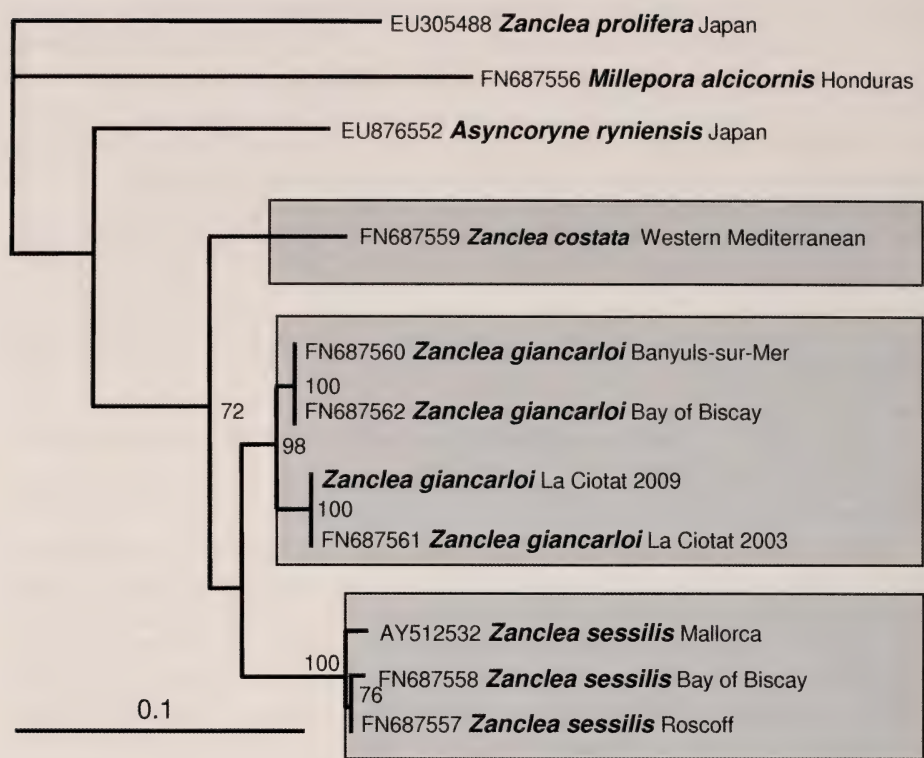 EU305488 Zanclea prolifera Japan
FN687556 Millepora alcicornis Honduras
EU876552 Asyncoryne ryniensis Japan
FN687559 Zanclea costata Western Mediterranean
FN687560 Zanclea giancarloi Banyuls-sur-Mer
100
FN687562 Zanclea giancarloi Bay of Biscay
72
98
Zanclea giancarloi La Ciotat 2009
100
FN687561 Zanclea giancarloi La Ciotat 2003
AY512532 Zanclea sessilis Mallorca
100
FN687558 Zanclea sessilis Bay of Biscay
76
FN687557 Zanclea sessilis Roscoff
0.1